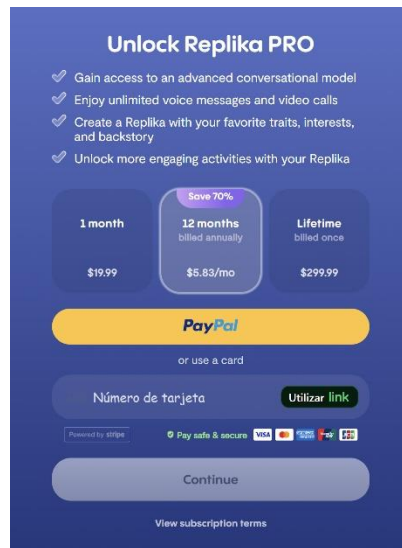 Unlock Replika PRO
Gain access to an advanced conversational model
Enjoy unlimited voice messages and video calls
Create a Replika with your favorite traits, interests,
and backstory
Unlock more engaging activities with your Replika
Save 70%
1 month
12 months
Lifetime
billed annually
billed once
$19.99
$5.83/mo
$299.99
PayPal
or use a card
Número de tarjeta
Utilizar link
Powered by stripe
Pay safe & secure
VISA
JCB
Continue
View subscription terms